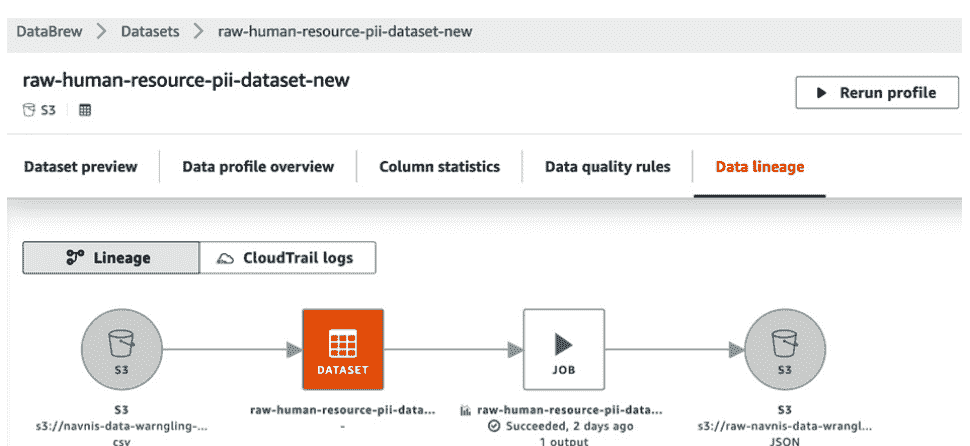 DataBrew > Datasets > raw-human-resource-pii-dataset-new
raw-human-resource-pii-dataset-new
S3
Rerun profile
Dataset preview Data profile overview Column statistics Data quality rules Data lineage
Lineage CloudTrail logs
S3 DATASET JOB S3
S3 raw-human-resource-pii-data... raw-human-resource-pii-data... S3
s3://navnis-data-warngling-... - Succeeded, 2 days ago s3://raw-navnis-data-wrangl...
csv 1 output JSON